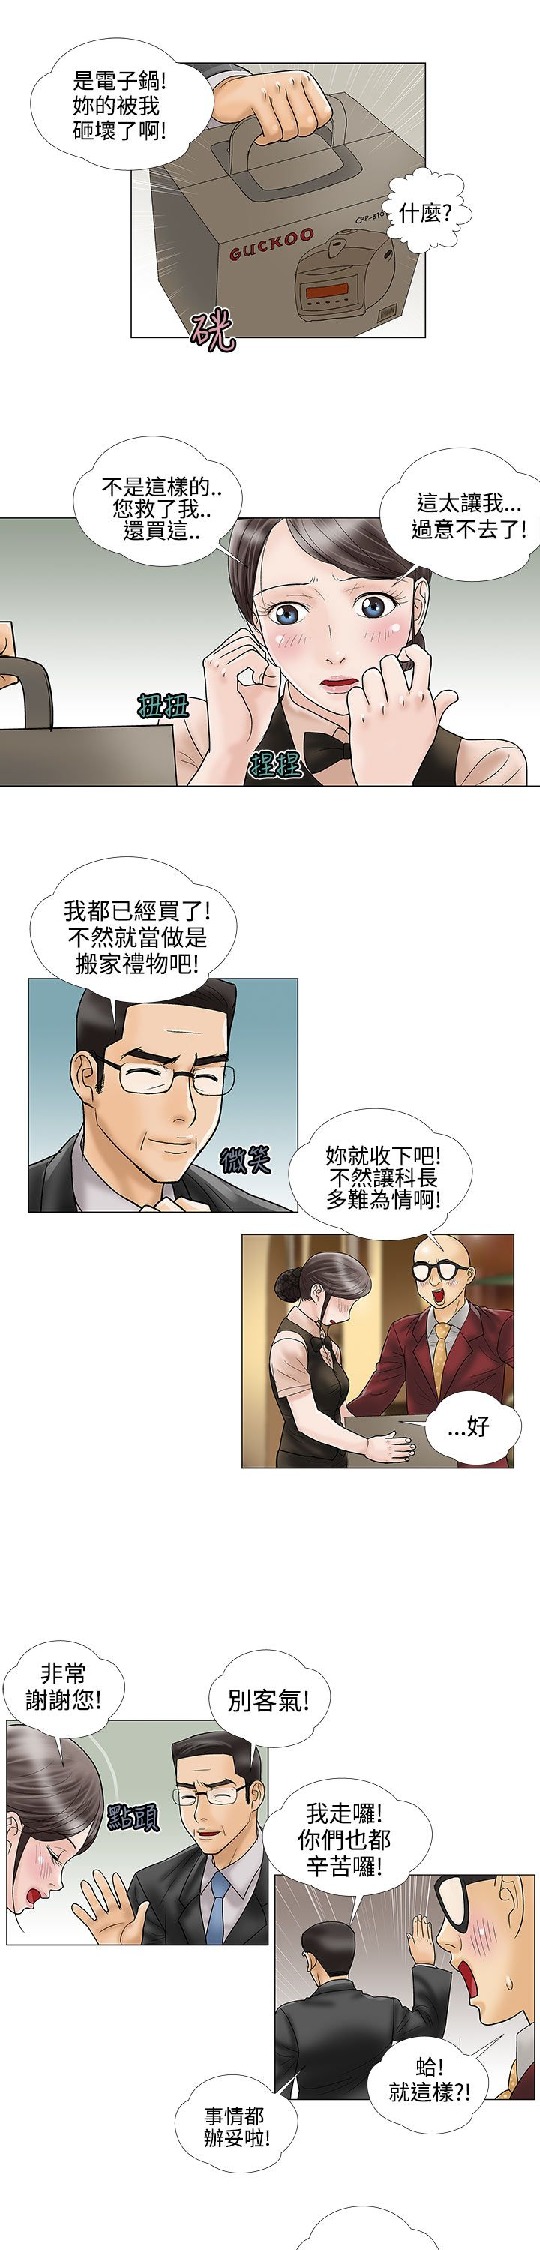 是電子鍋!
妳的被我
砸壞了啊!
什麼?
GUCKOO
硄
不是這樣的..
您救了我..
還買這..
這太讓我...
過意不去了!
扭扭
捏捏
我都已經買了!
不然就當做是
搬家禮物吧!
微笑
妳就收下吧!
不然讓科長
多難為情啊!
...好
非常
謝謝您!
別客氣!
點頭
我走囉!
你們也都
辛苦囉!
蛤!
就這樣?!
事情都
辦妥啦!